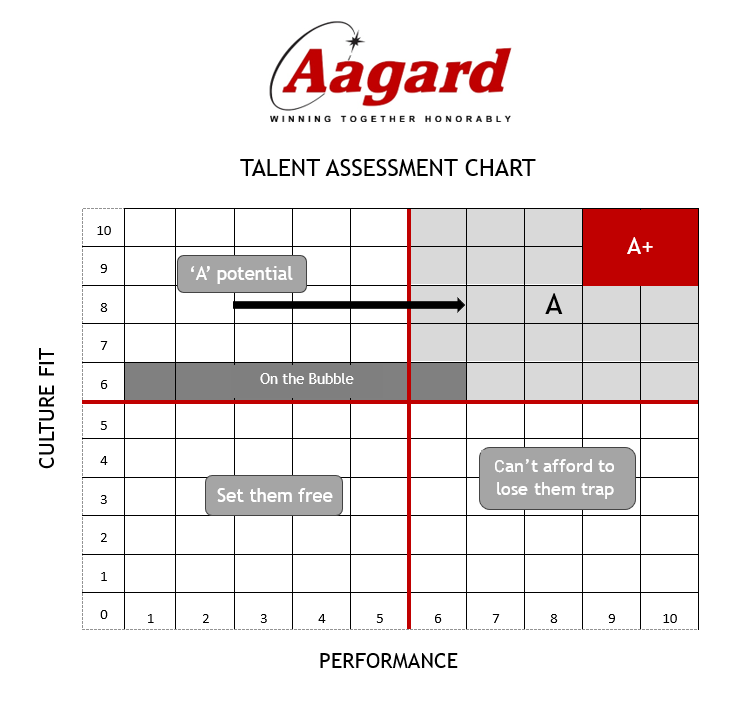 Aagard
WINNING TOGETHER HONORABLY
TALENT ASSESSMENT CHART
10
A+
9
‘A’ potential
8
A
7
6
On the Bubble
CULTURE FIT
5
4
Can’t afford to
lose them trap
3
Set them free
2
1
0
1 2 3 4 5 6 7 8 9 10
PERFORMANCE